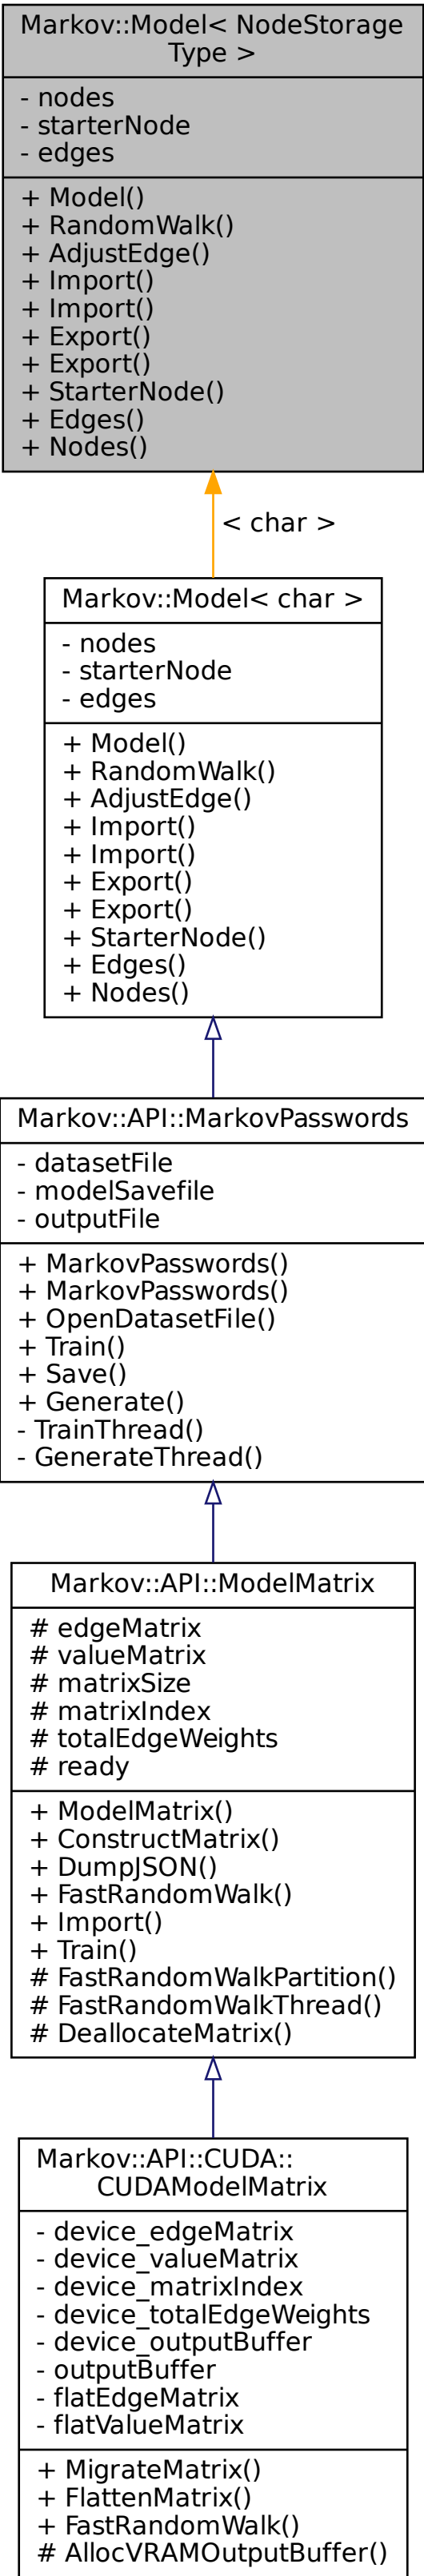 Markov::Model< NodeStorage
Type >
- nodes
- starterNode
- edges
+ Model()
+ RandomWalk()
+ AdjustEdge()
+ Import()
+ Import()
+ Export()
+ Export()
+ StarterNode()
+ Edges()
+ Nodes()
< char >
Markov::Model< char >
- nodes
- starterNode
- edges
+ Model()
+ RandomWalk()
+ AdjustEdge()
+ Import()
+ Import()
+ Export()
+ Export()
+ StarterNode()
+ Edges()
+ Nodes()
Markov::API::MarkovPasswords
- datasetFile
- modelSavefile
- outputFile
+ MarkovPasswords()
+ MarkovPasswords()
+ OpenDatasetFile()
+ Train()
+ Save()
+ Generate()
- TrainThread()
- GenerateThread()
Markov::API::ModelMatrix
# edgeMatrix
# valueMatrix
# matrixSize
# matrixIndex
# totalEdgeWeights
# ready
+ ModelMatrix()
+ ConstructMatrix()
+ DumpJSON()
+ FastRandomWalk()
+ Import()
+ Train()
# FastRandomWalkPartition()
# FastRandomWalkThread()
# DeallocateMatrix()
Markov::API::CUDA::
CUDAModelMatrix
- device_edgeMatrix
- device_valueMatrix
- device_matrixIndex
- device_totalEdgeWeights
- device_outputBuffer
- outputBuffer
- flatEdgeMatrix
- flatValueMatrix
+ MigrateMatrix()
+ FlattenMatrix()
+ FastRandomWalk()
# AllocVRAMOutputBuffer()